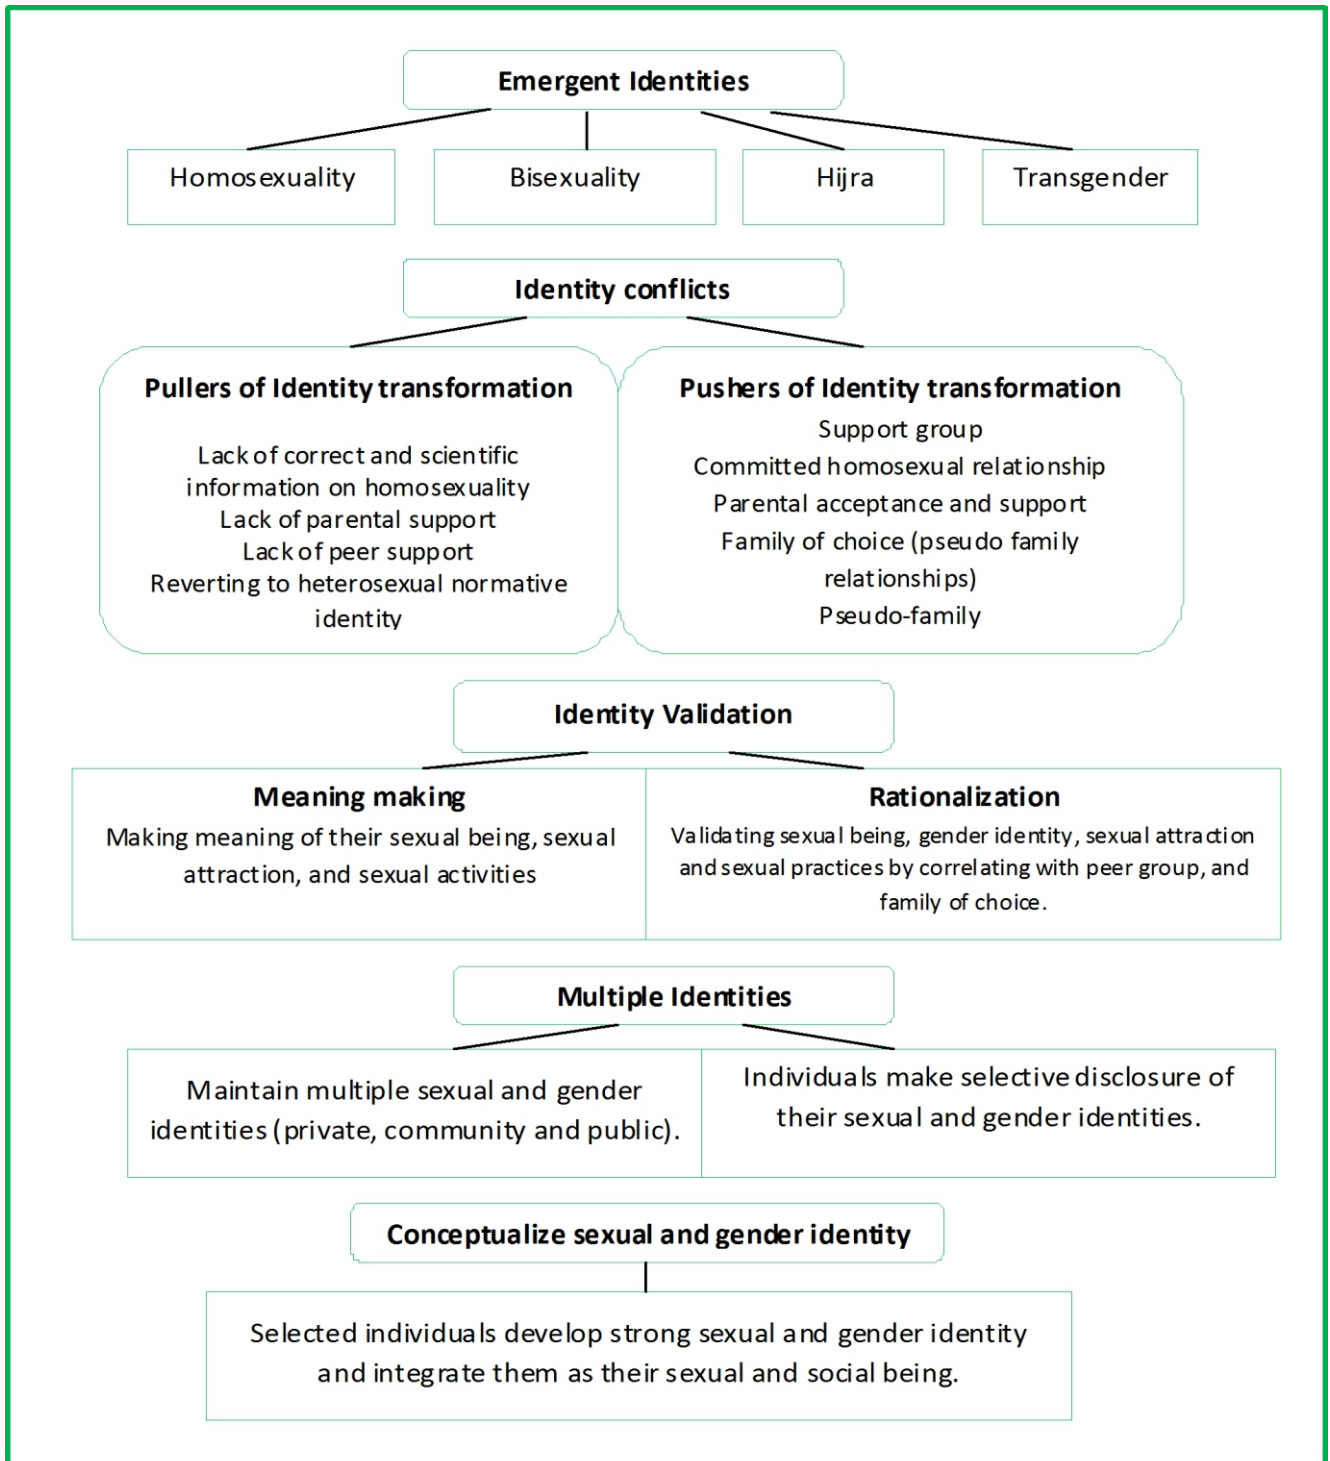 Emergent Identities
Homosexuality
Bisexuality
Hijra
Transgender
Identity conflicts
Pullers of Identity transformation
Lack of correct and scientific
information on homosexuality
Lack of parental support
Lack of peer support
Reverting to heterosexual normative
identity
Pushers of Identity transformation
Support group
Committed homosexual relationship
Parental acceptance and support
Family of choice (pseudo family
relationships)
Pseudo-family
Identity Validation
Meaning making
Making meaning of their sexual being, sexual
attraction, and sexual activities
Rationalization
Validating sexual being, gender identity, sexual attraction
and sexual practices by correlating with peer group, and
family of choice.
Multiple Identities
Maintain multiple sexual and gender
identities (private, community and public).
Individuals make selective disclosure of
their sexual and gender identities.
Conceptualize sexual and gender identity
Selected individuals develop strong sexual and gender identity
and integrate them as their sexual and social being.